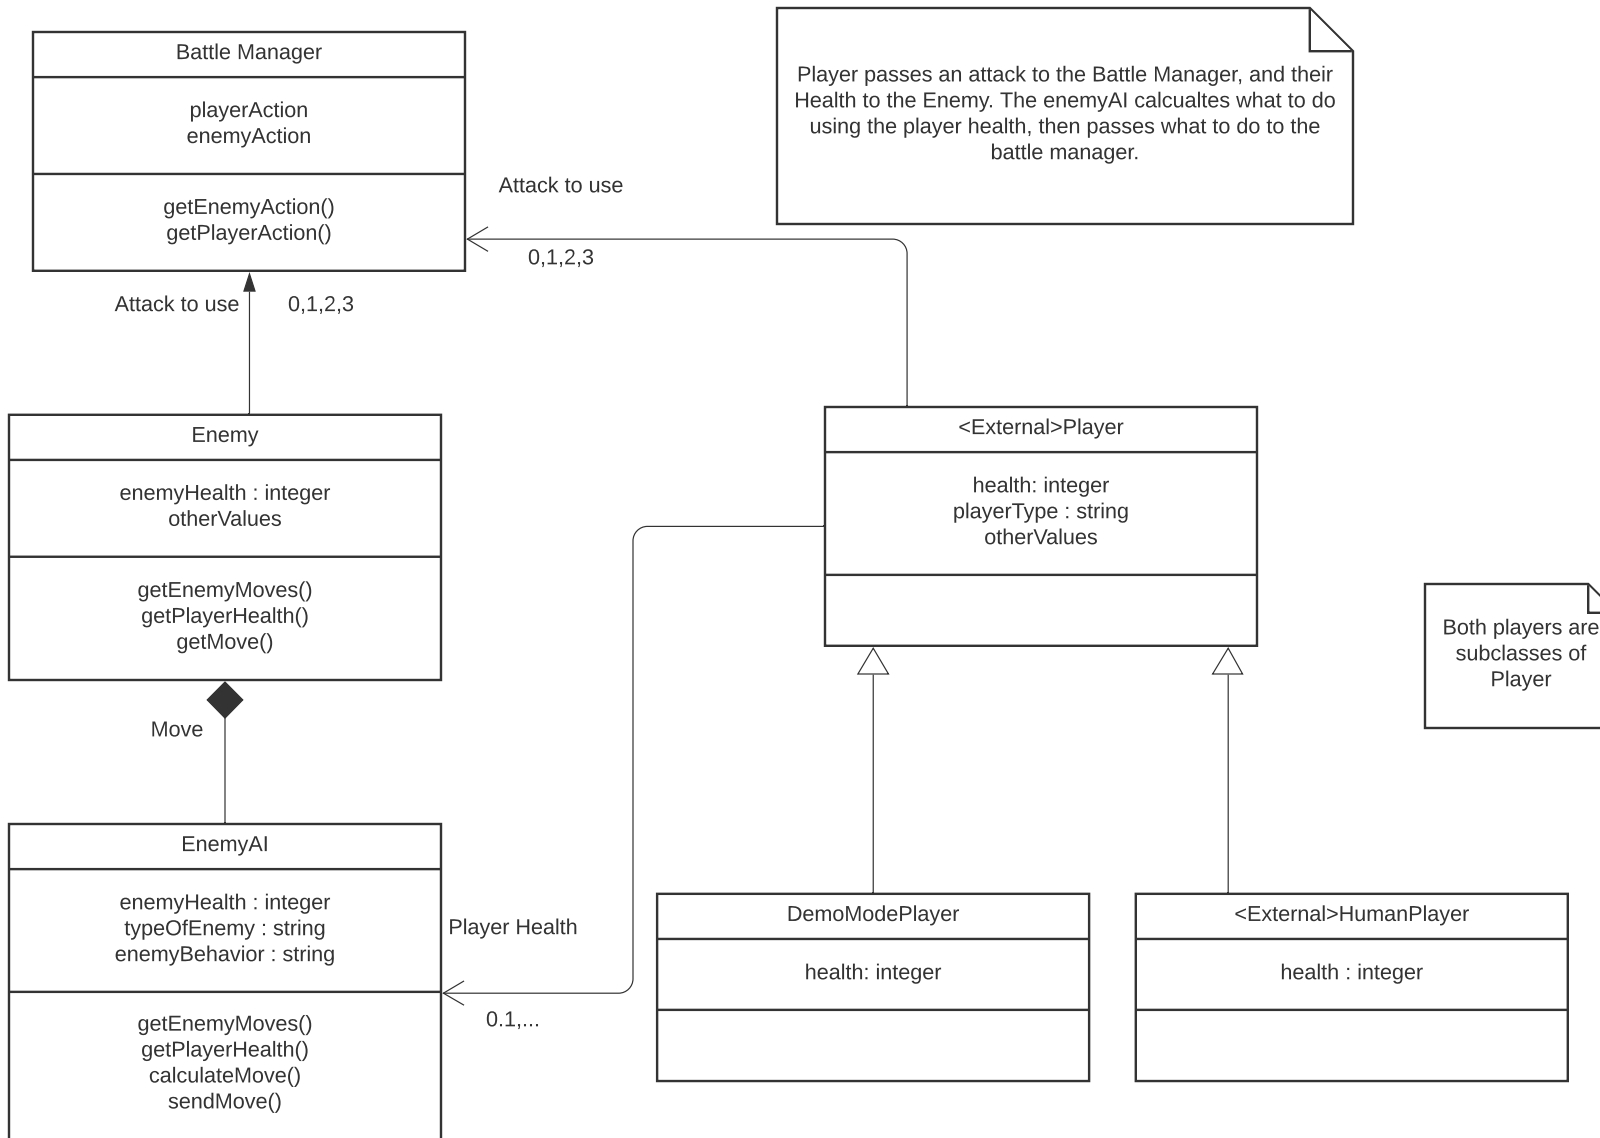 Battle Manager
playerAction
enemyAction
getEnemyAction()
getPlayerAction()
Player passes an attack to the Battle Manager, and their
Health to the Enemy. The enemyAI calcualtes what to do
using the player health, then passes what to do to the
battle manager.
Attack to use
0,1,2,3
Attack to use
0,1,2,3
Enemy
enemyHealth : integer
otherValues
getEnemyMoves()
getPlayerHealth()
getMove()
<External>Player
health: integer
playerType : string
otherValues
Both players are
subclasses of
Player
Move
EnemyAI
enemyHealth : integer
typeOfEnemy : string
enemyBehavior : string
getEnemyMoves()
getPlayerHealth()
calculateMove()
sendMove()
Player Health
0.1,...
DemoModePlayer
health: integer
<External>HumanPlayer
health : integer